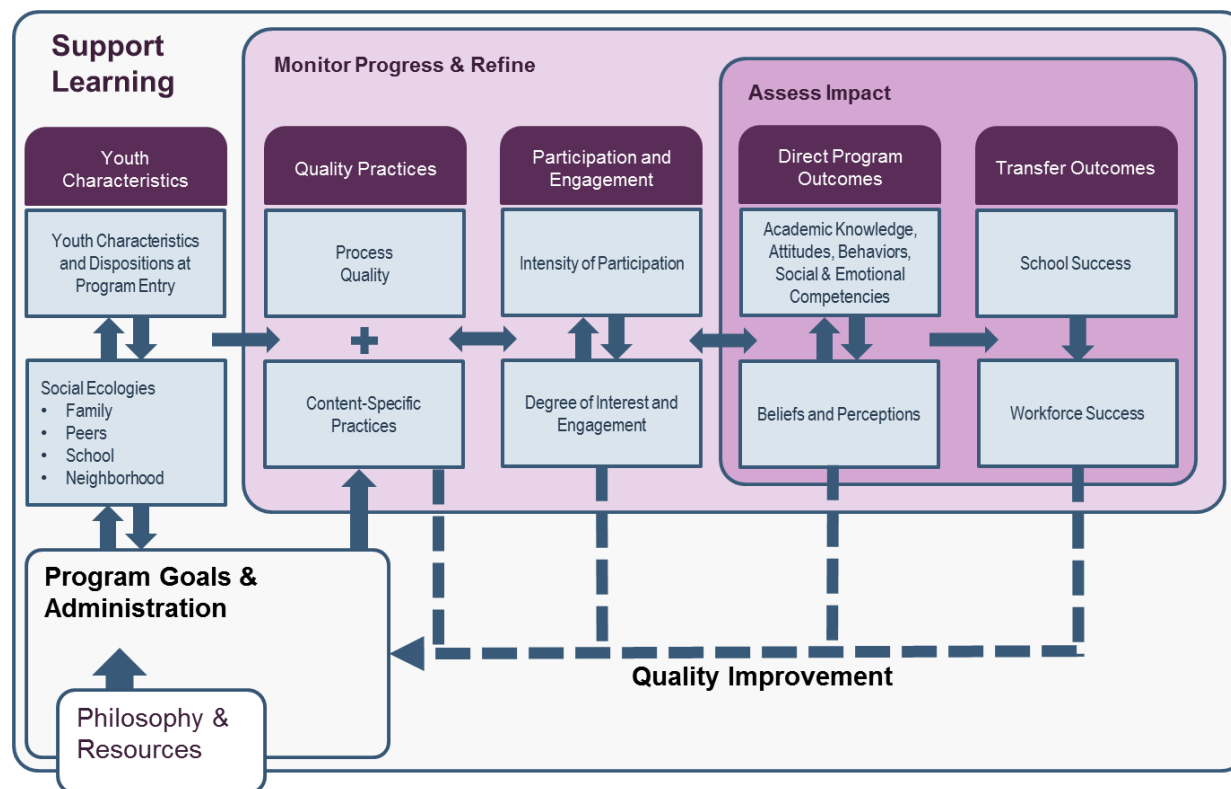 Support
Learning
Monitor Progress & Refine
Assess Impact
Youth
Characteristics
Quality Practices
Participation and
Engagement
Direct Program
Outcomes
Transfer Outcomes
Youth Characteristics
and Dispositions at
Program Entry
Process
Quality
Intensity of Participation
Academic Knowledge,
Attitudes, Behaviors,
Social & Emotional
Competencies
School Success
Social Ecologies
• Family
• Peers
• School
• Neighborhood
Content-Specific
Practices
Degree of Interest and
Engagement
Beliefs and Perceptions
Workforce Success
Program Goals &
Administration
Quality Improvement
Philosophy &
Resources